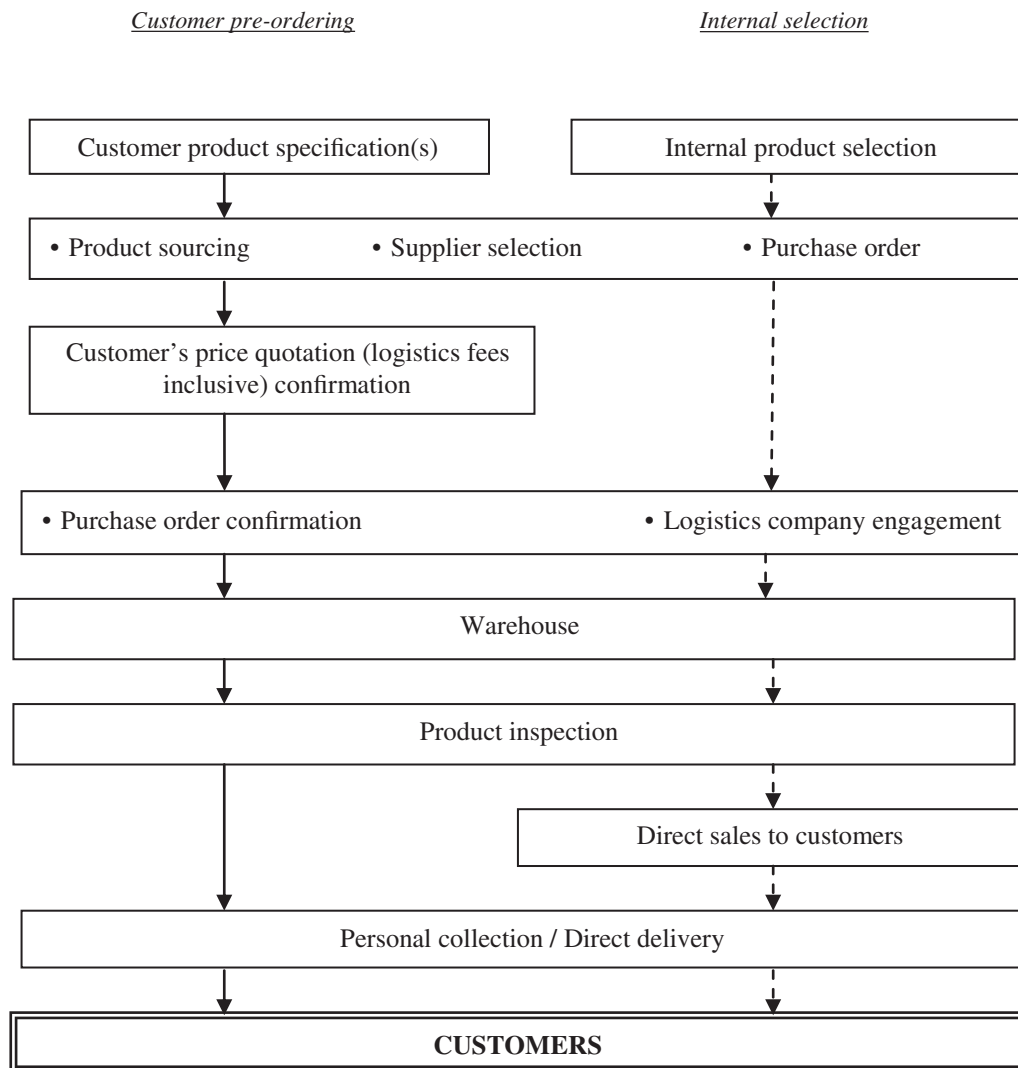 Customer pre-ordering Internal selection
Customer product specification(s) Internal product selection
• Product sourcing • Supplier selection • Purchase order
Customer’s price quotation (logistics fees
inclusive) confirmation
• Purchase order confirmation • Logistics company engagement
Warehouse
Product inspection
Direct sales to customers
Personal collection / Direct delivery
CUSTOMERS